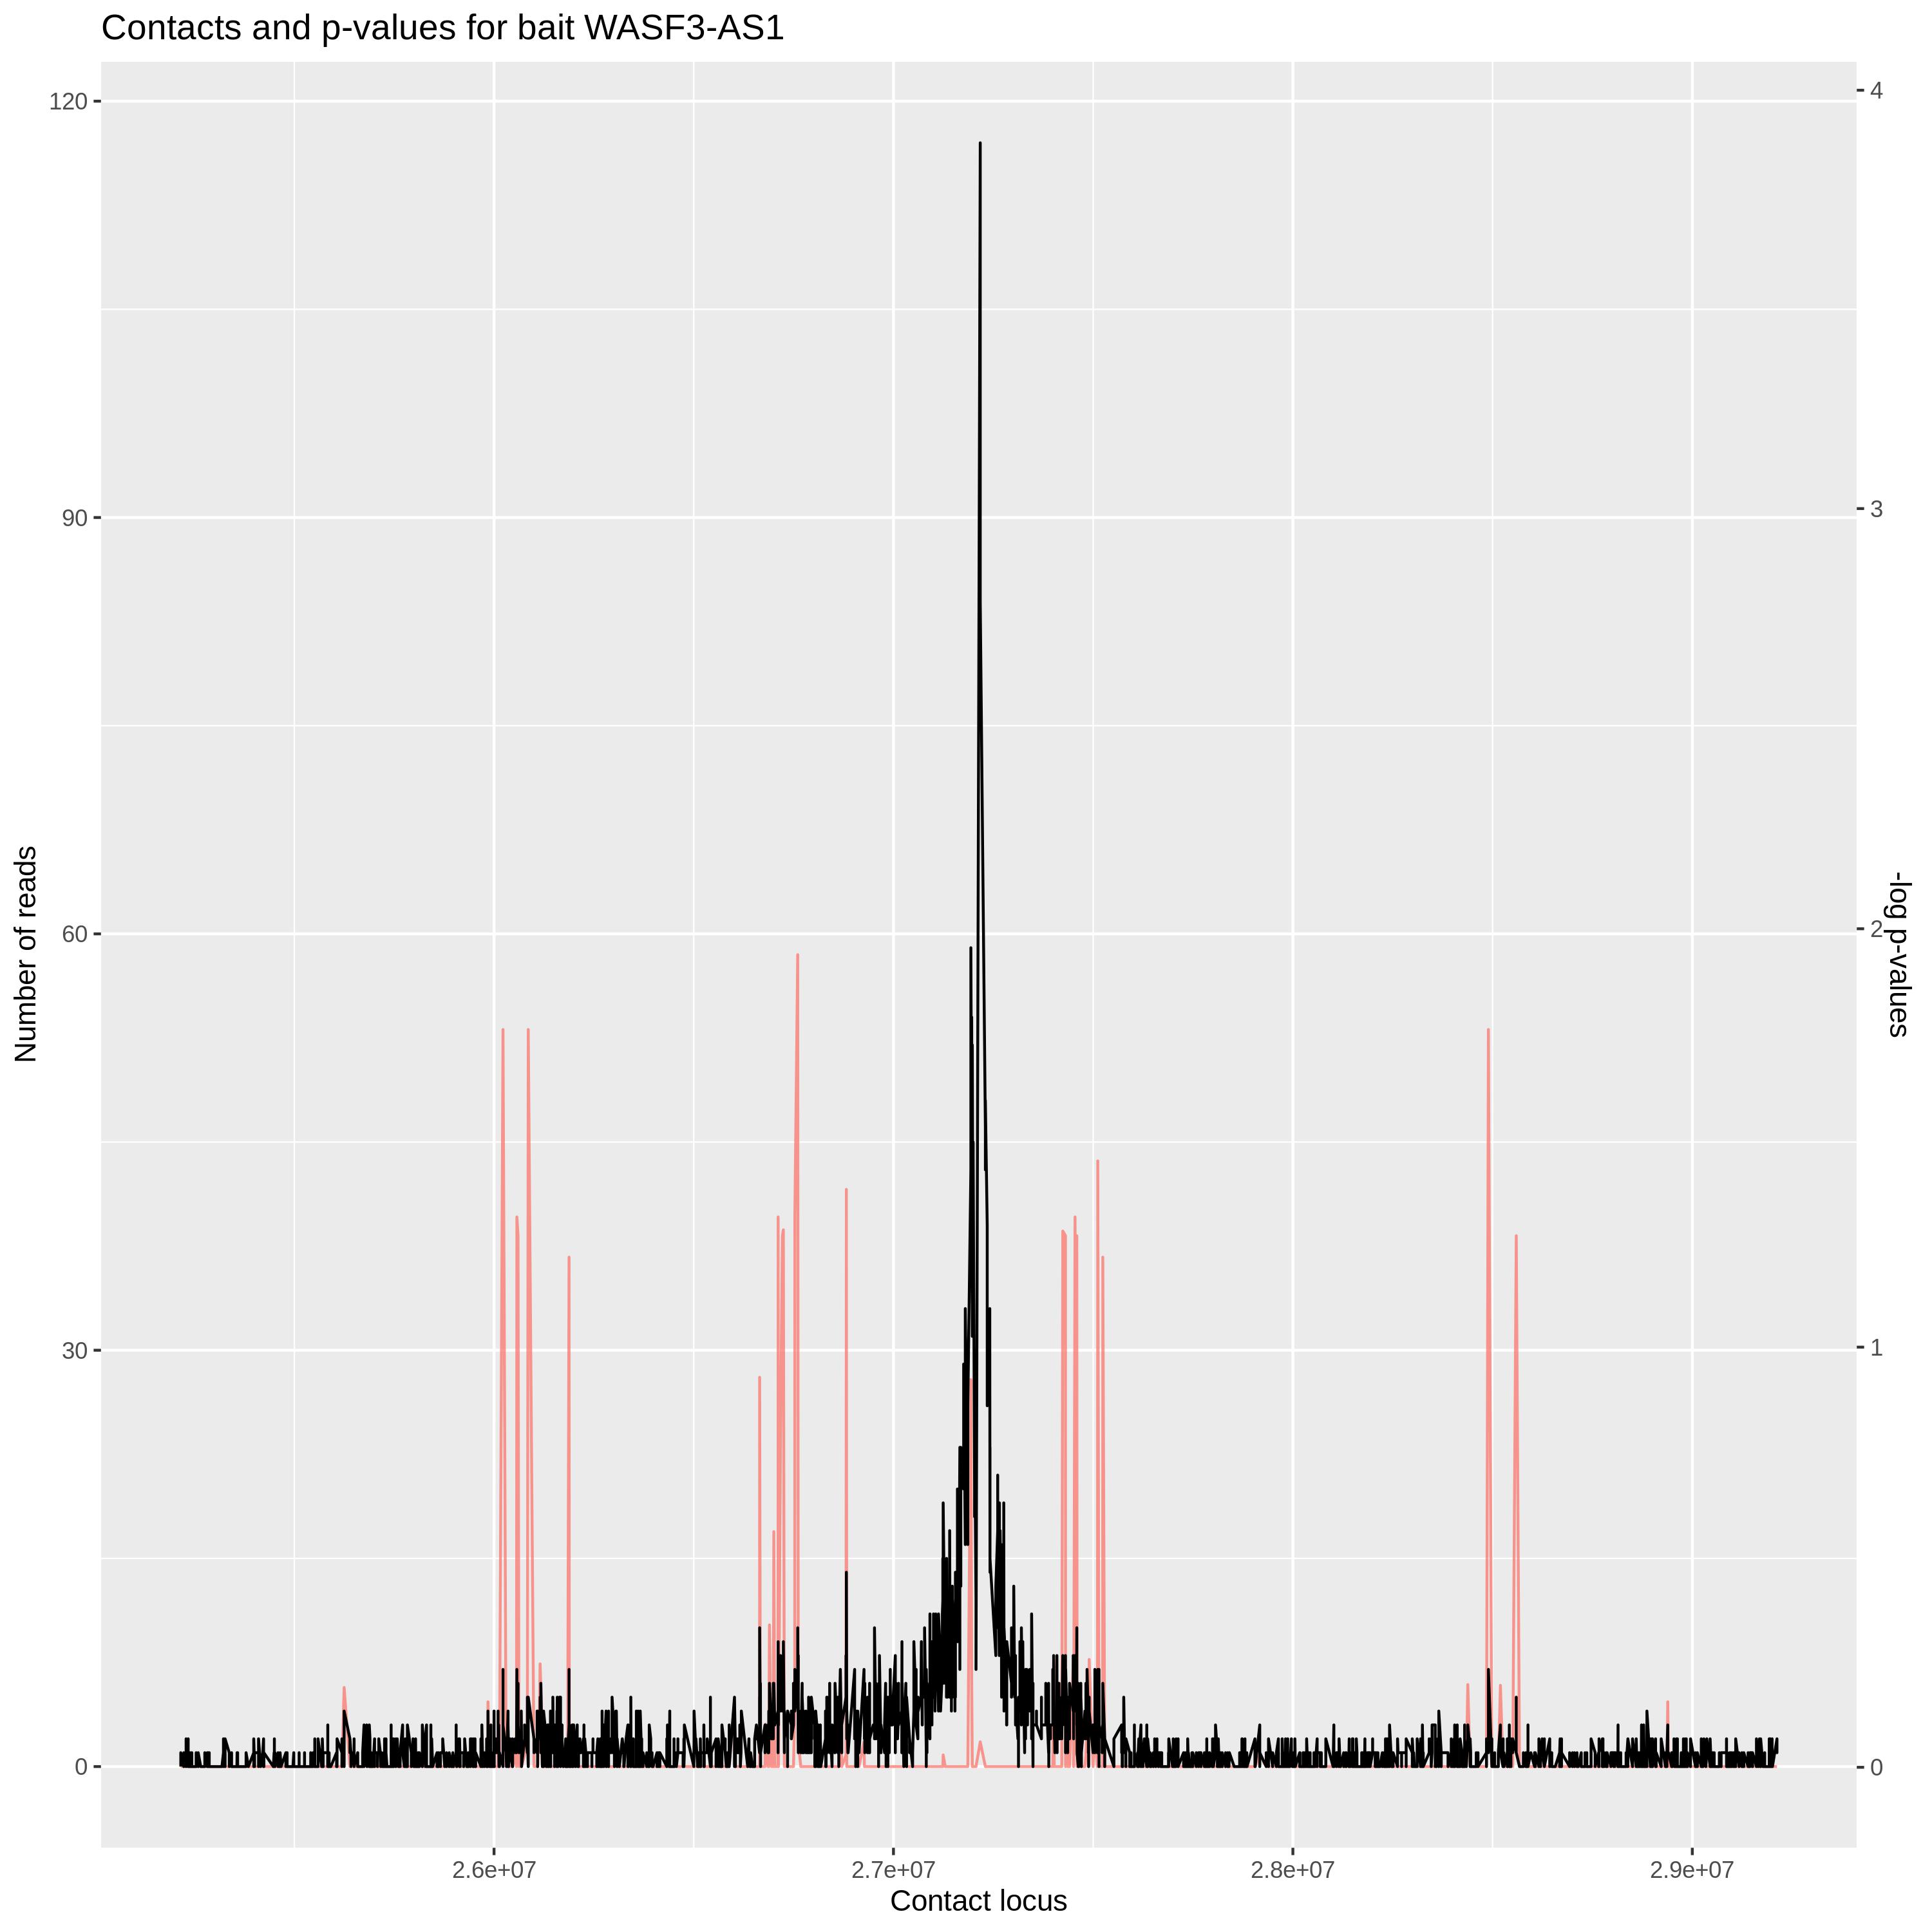 Contacts and p-values for bait WASF3-AS1
120
90
60
30
0
Number of reads
4
3
2
1
0
-log p-values
2.6e+07 2.7e+07 2.8e+07 2.9e+07
Contact locus